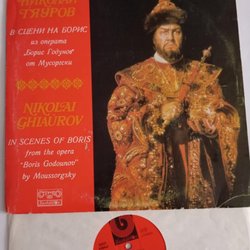 НИКОЛАЙ
ГЯУРОВ
В СЦЕНИ НА БОРИС
из операта
„Борис Годунов"
от Мусоргски
NIKOLAI
GHIAUROV
IN SCENES OF BORIS
from the opera
"Boris Godounov"
by Moussorgsky